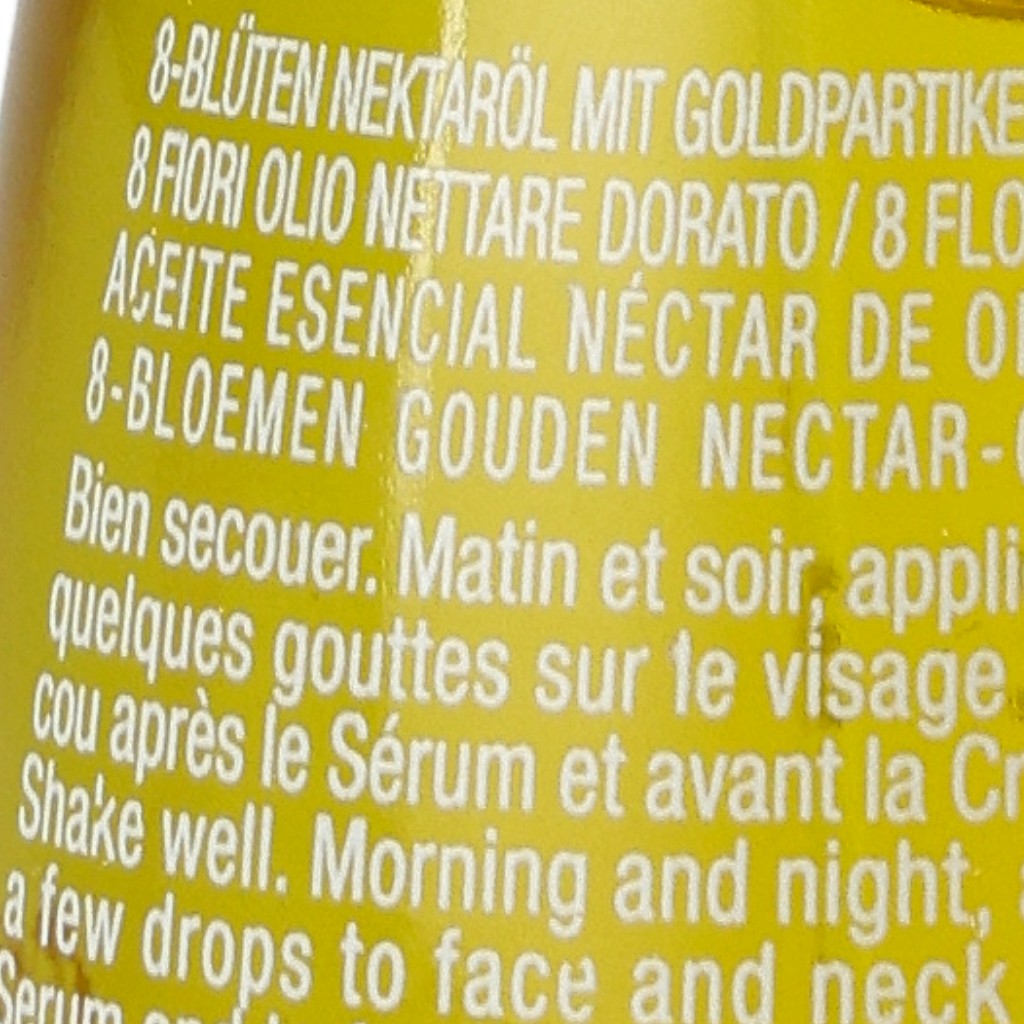 8-BLÜTEN NEKTARÖL MIT GOLDPARTIKE
8 FIORI OLIO NETTARE DORATO / 8 FLO
ACEITE ESENCIAL NÉCTAR DE O
8-BLOEMEN GOUDEN NECTAR-
Bien secouer. Matin et soir, appli
quelques gouttes sur le visage
cou après le Sérum et avant la Cr
Shake well. Morning and night,
a few drops to face and neck
Serum and